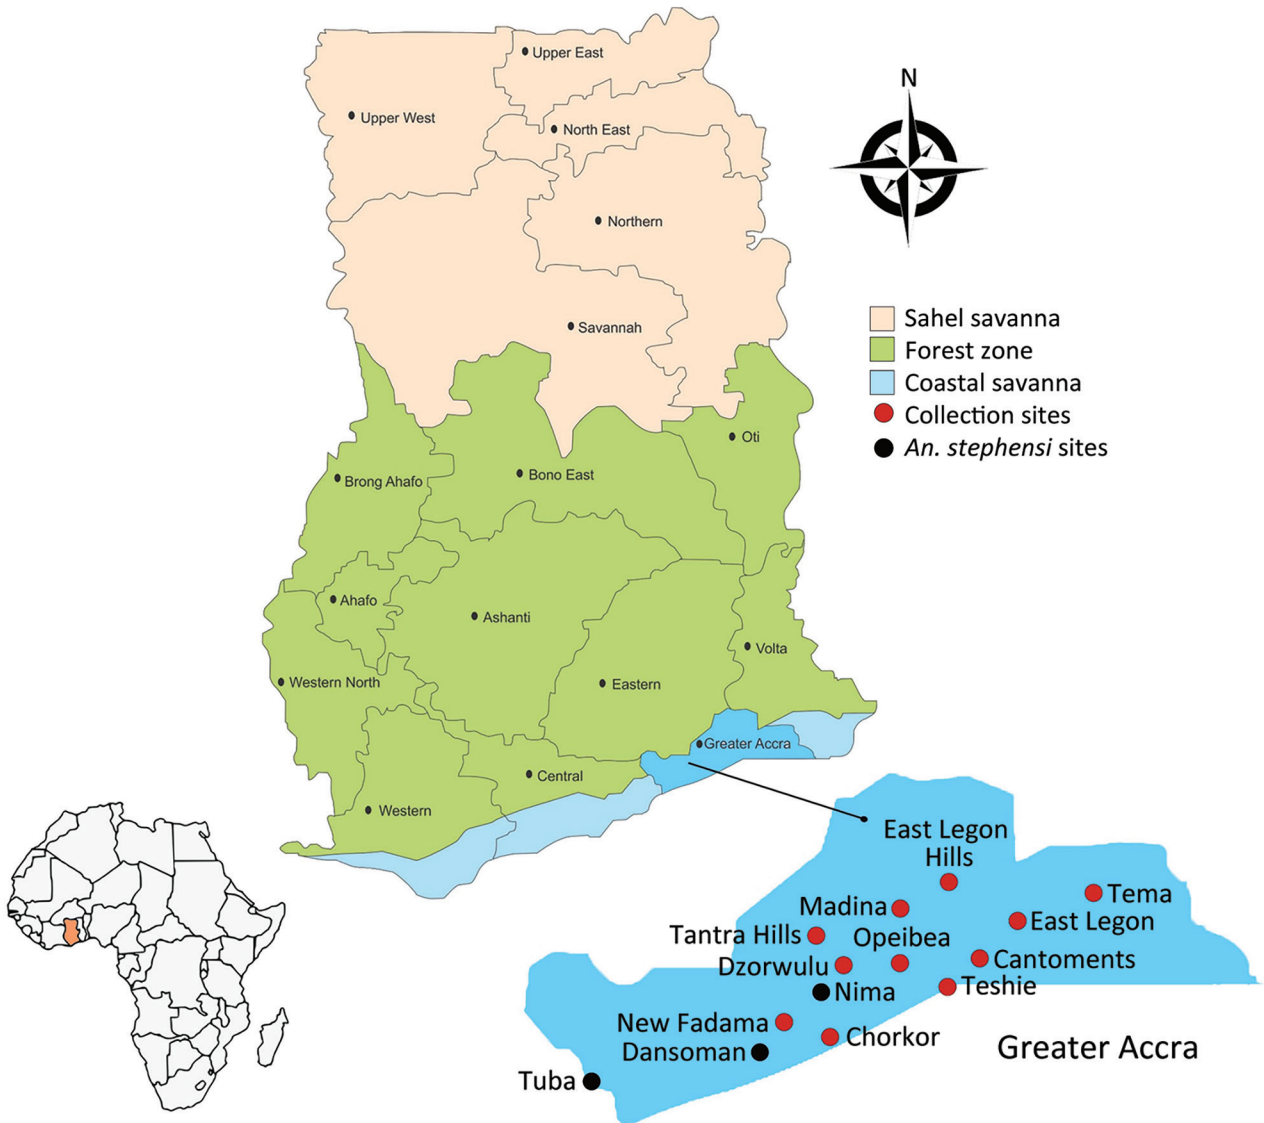 Upper East
N
Upper West
North East
Northern
Sahel savanna
Savannah
Forest zone
Coastal savanna
Collection sites
An. stephensi sites
Oti
Brong Ahafo
Bono East
Ahafo
Ashanti
Volta
Western North
Eastern
Greater Accra
Central
Western
East Legon
Hills
Tema
Madina
East Legon
Tantra Hills
Opeibea
Dzorwulu
Cantoments
Nima
Teshie
New Fadama
Chorkor
Dansoman
Greater Accra
Tuba